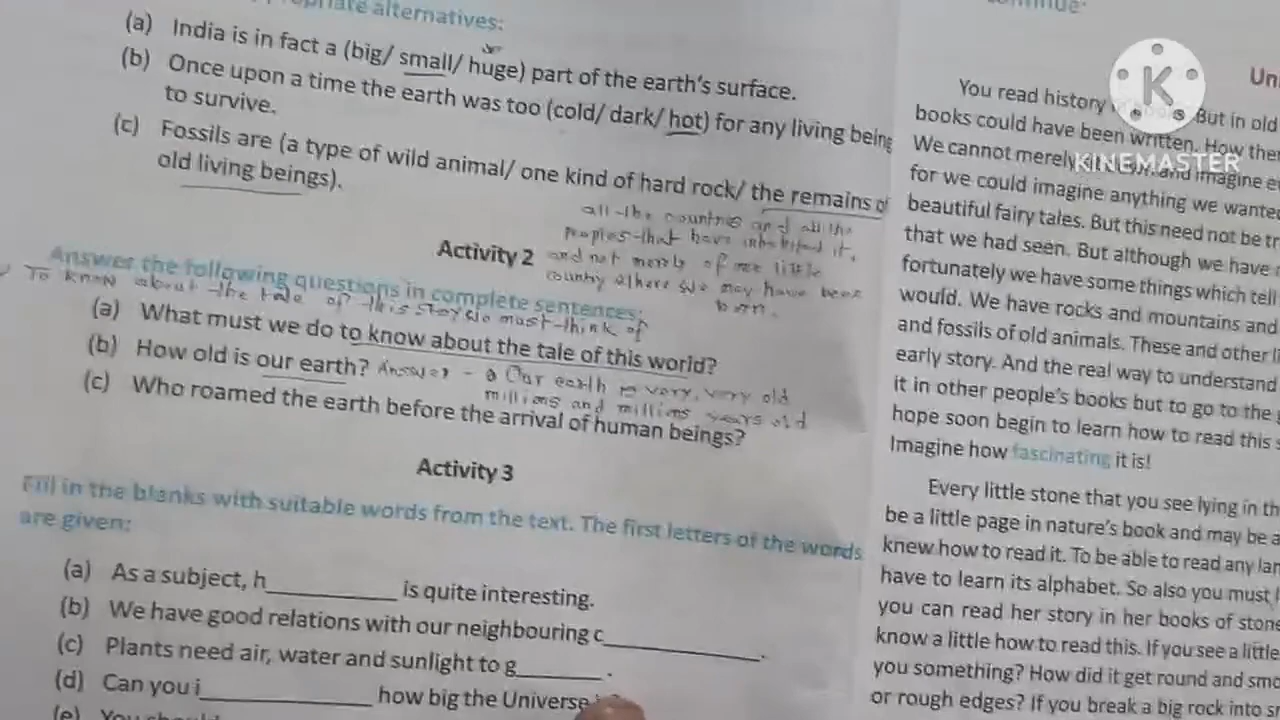 alternatives:
(a) India is in fact a (big/ small/ huge) part of the earth's surface.
(b) Once upon a time the earth was too (cold/ dark/ hot) for any living being
to survive.
(c) Fossils are (a type of wild animal/ one kind of hard rock/ the remains of
old living beings).
all the countries and all the
peoples that have inhabited it,
Activity 2
and not merely of one little
country where we may have been
born.
Answer the following questions in complete sentences:
To know about the tale of this story we must think of
(a) What must we do to know about the tale of this world?
(b) How old is our earth? Answer - Our earth is very, very old
millions and millions years old
(c) Who roamed the earth before the arrival of human beings?
Activity 3
Fill in the blanks with suitable words from the text. The first letters of the words
are given:
(a) As a subject, h__________ is quite interesting.
(b) We have good relations with our neighbouring c____________.
(c) Plants need air, water and sunlight to g_______.
(d) Can you i_____________ how big the Universe
(e) You should
continue:
You read history But in old
books could have been written. How then
We cannot merely and imagine
for we could imagine anything we wanted
beautiful fairy tales. But this need not be
that we had seen. But although we have
fortunately we have some things which tell
would. We have rocks and mountains and
and fossils of old animals. These and other
early story. And the real way to understand
it in other people's books but to go to the
hope soon begin to learn how to read this
Imagine how fascinating it is!
Every little stone that you see lying in
be a little page in nature's book and may be a
knew how to read it. To be able to read any
have to learn its alphabet. So also you must
you can read her story in her books of stone
know a little how to read this. If you see a little
you something? How did it get round and
or rough edges? If you break a big rock into
K
KINEMASTER